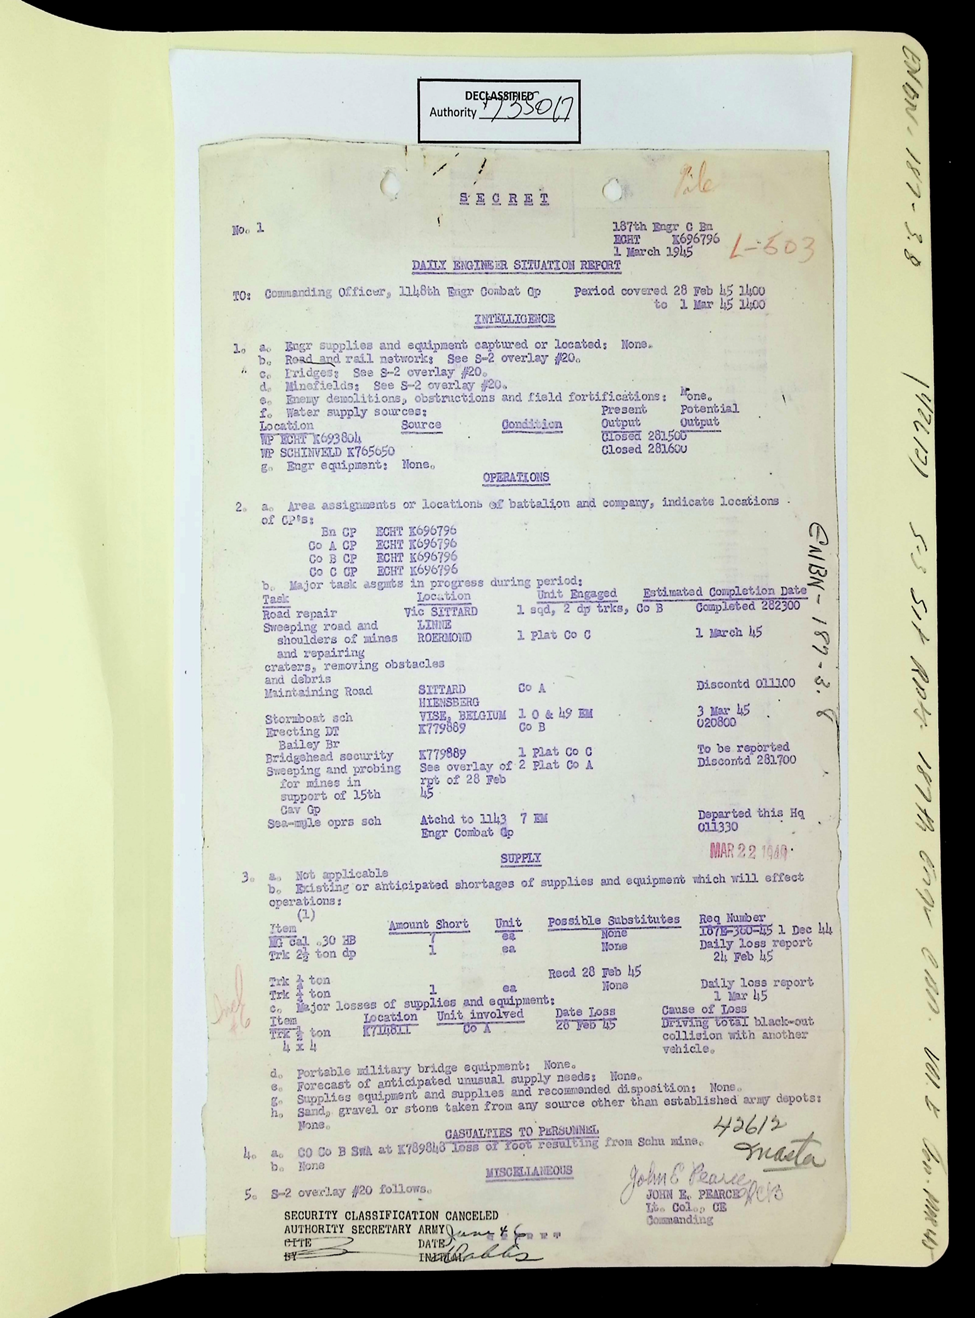 DECLASSIFIED
Authority 735017
SECRET
File
No. 1
187th Engr C Bn
ECHT K696796
1 March 1945
L-503
DAILY ENGINEER SITUATION REPORT
TO: Commanding Officer, 1148th Engr Combat Gp Period covered 28 Feb 45 1400
to 1 Mar 45 1400
INTELLIGENCE
1. a. Engr supplies and equipment captured or located: None.
b. Road and rail network: See S-2 overlay #20.
c. Bridges: See S-2 overlay #20.
d. Minefields: See S-2 overlay #20.
e. Enemy demolitions, obstructions and field fortifications: None.
f. Water supply sources: Present Potential
Location Source Condition Output Output
WP ECHT K693804 Closed 281500
WP SCHINVELD K765650 Closed 281600
g. Engr equipment: None.
OPERATIONS
2. a. Area assignments or locations of battalion and company, indicate locations
of CP's:
Bn CP ECHT K696796
Co A CP ECHT K696796
Co B CP ECHT K696796
Co C CP ECHT K696796
b. Major task asgmts in progress during period:
Task Location Unit Engaged Estimated Completion Date
Road repair Vic SITTARD 1 sqd, 2 dp trks, Co B Completed 282300
Sweeping road and LINNE
shoulders of mines ROERMOND 1 Plat Co C 1 March 45
and repairing
craters, removing obstacles
and debris
Maintaining Road SITTARD Co A Discontd 011100
HIENSBERG
Stormboat sch VISE, BELGIUM 1 O & 49 EM 3 Mar 45
Erecting DT K779889 Co B 020800
Bailey Br
Bridgehead security K779889 1 Plat Co C To be reported
Sweeping and probing See overlay of 2 Plat Co A Discontd 281700
for mines in rpt of 28 Feb
support of 15th 45
Cav Gp
Sea-mule oprs sch Atchd to 1143 7 EM Departed this Hq
Engr Combat Gp 011330
MAR 22
SUPPLY
3. a. Not applicable
b. Existing or anticipated shortages of supplies and equipment which will effect
operations:
(1)
Item Amount Short Unit Possible Substitutes Req Number
MG Cal .30 HB 7 ea None 187E-360-45 1 Dec 44
Trk 2½ ton dp 1 ea None Daily loss report
24 Feb 45
Trk ¼ ton Recd 28 Feb 45
Trk ¼ ton 1 ea None Daily loss report
1 Mar 45
c. Major losses of supplies and equipment:
Item Location Unit involved Date Loss Cause of Loss
Trk ¼ ton K714811 Co A 28 Feb 45 Driving total black-out
4 x 4 collision with another
vehicle.
d. Portable military bridge equipment: None.
e. Forecast of anticipated unusual supply needs: None.
g. Supplies equipment and supplies and recommended disposition: None.
h. Sand, gravel or stone taken from any source other than established army depots:
None.
CASUALTIES TO PERSONNEL
4. a. CO Co B SWA at K789848 loss of foot resulting from Schu mine.
b. None
42612
Master
MISCELLANEOUS
5. S-2 overlay #20 follows.
John E Pearce
JOHN E. PEARCE
Lt. Col., CE
Commanding
SECURITY CLASSIFICATION CANCELED
AUTHORITY SECRETARY ARMY
CITE DATE June 46
BY INITIAL
SECRET
ENBN-187-3.8
ENBN-187-3.8